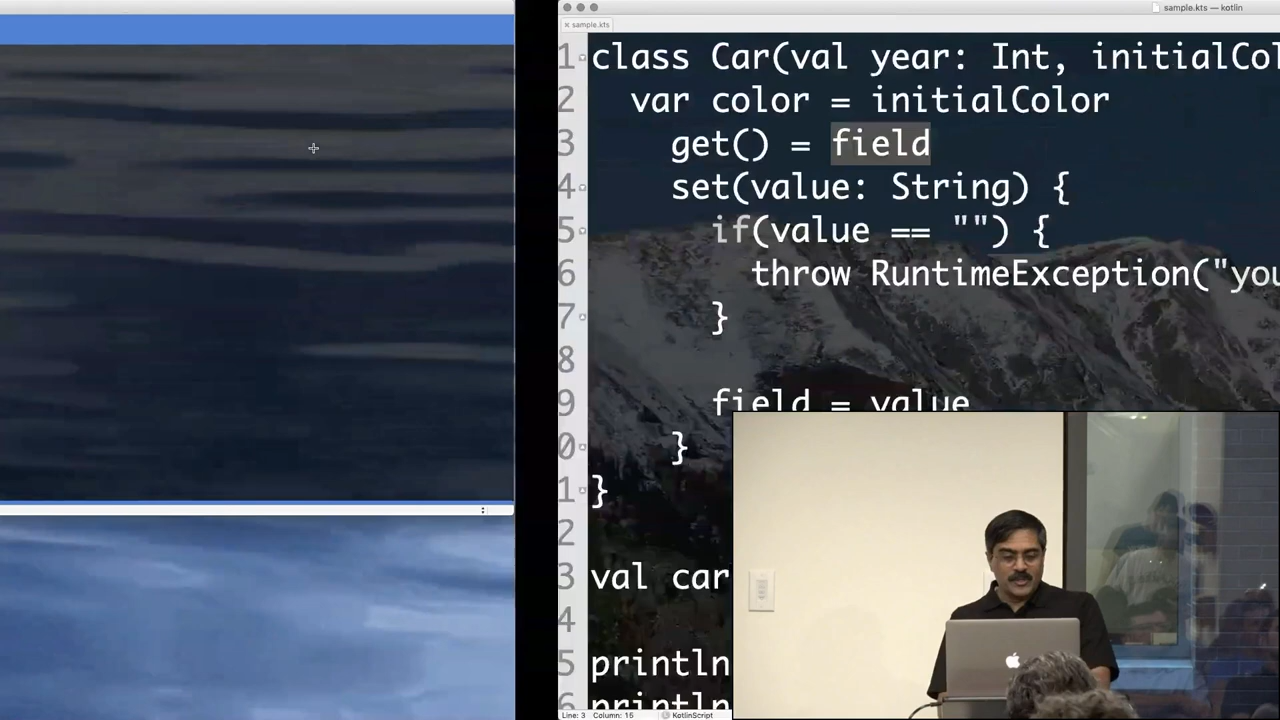 sample.kts — kotlin
× sample.kts
1 class Car(val year: Int, initialCol
2 var color = initialColor
3 get() = field
4 set(value: String) {
5 if(value == "") {
6 throw RuntimeException("you
7 }
8
9 field = value
0 }
1 }
2
3 val car
4
5 println
6 println
Line: 3 Column: 15 KotlinScript